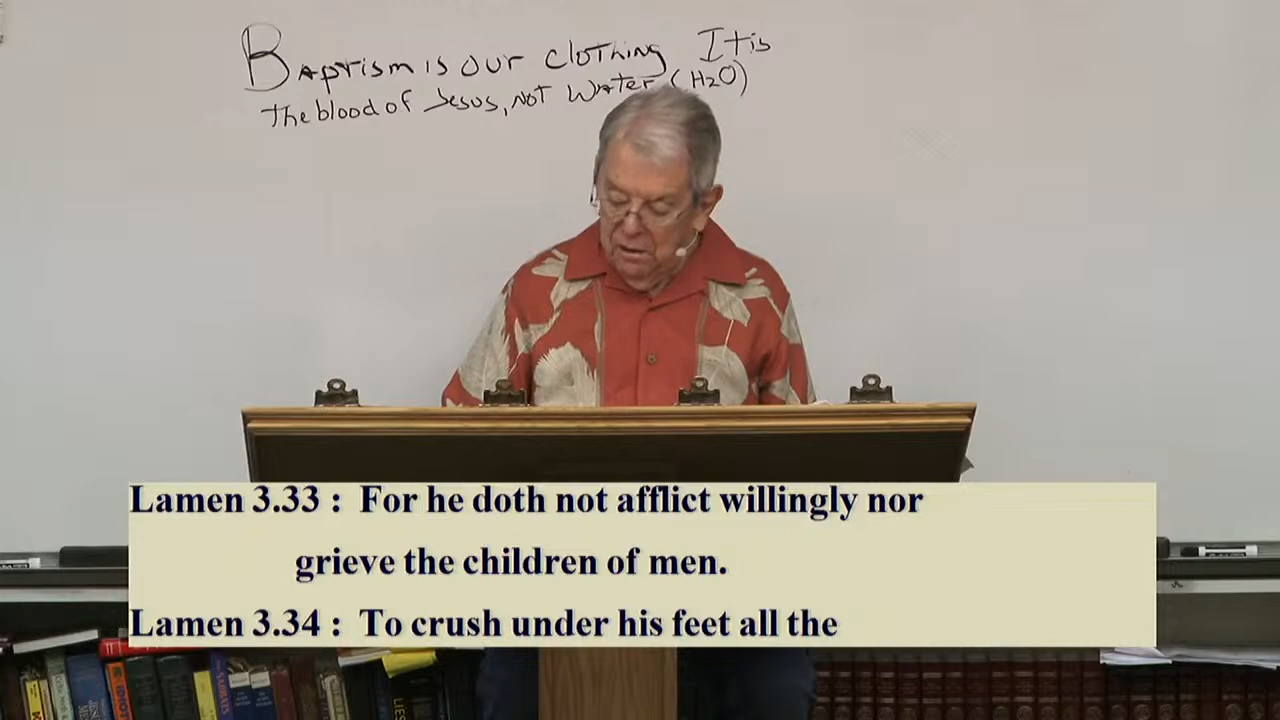 Baptism is our clothing It is
the blood of Jesus, not Water (H2O)
Lamen 3.33 : For he doth not afflict willingly nor
grieve the children of men.
Lamen 3.34 : To crush under his feet all the
IDIOT
LIES